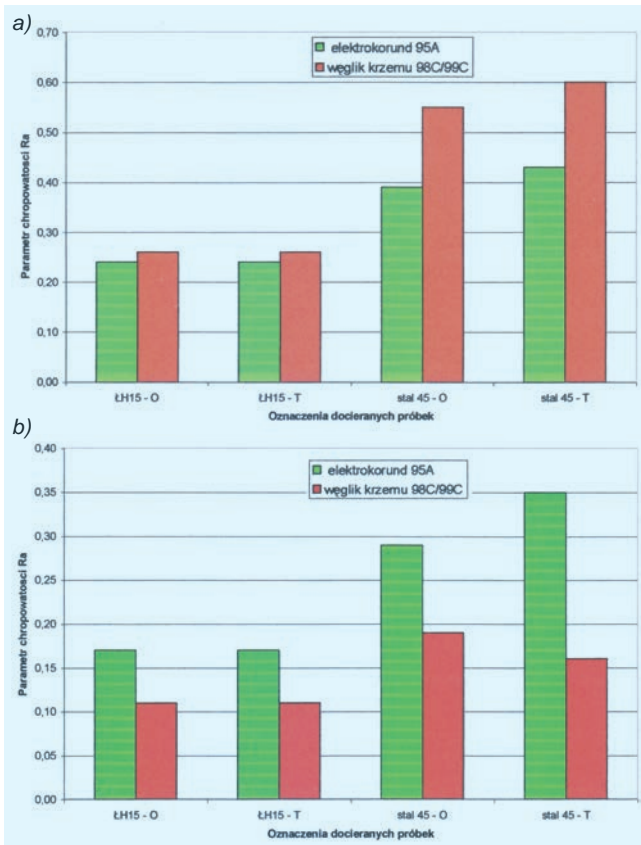 a)
0,70
0,60
0,50
0,40
0,30
0,20
0,10
0,00
Parametr chropowatosci Ra
elektrokorund 95A
węglik krzemu 98C/99C
ŁH15 - O
ŁH15 - T
stal 45 - O
stal 45 - T
Oznaczenia docieranych próbek
b)
0,40
0,35
0,30
0,25
0,20
0,15
0,10
0,05
0,00
Parametr chropowatosci Ra
elektrokorund 95A
węglik krzemu 98C/99C
ŁH15 - O
ŁH15 - T
stal 45 - O
stal 45 - T
Oznaczenia docieranych próbek